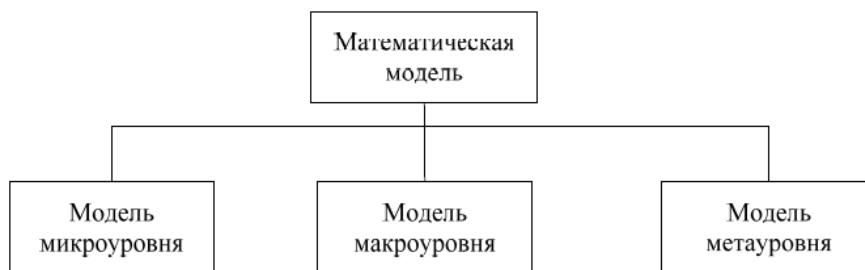 Математическая
модель
Модель
микроуровня
Модель
макроуровня
Модель
метауровня